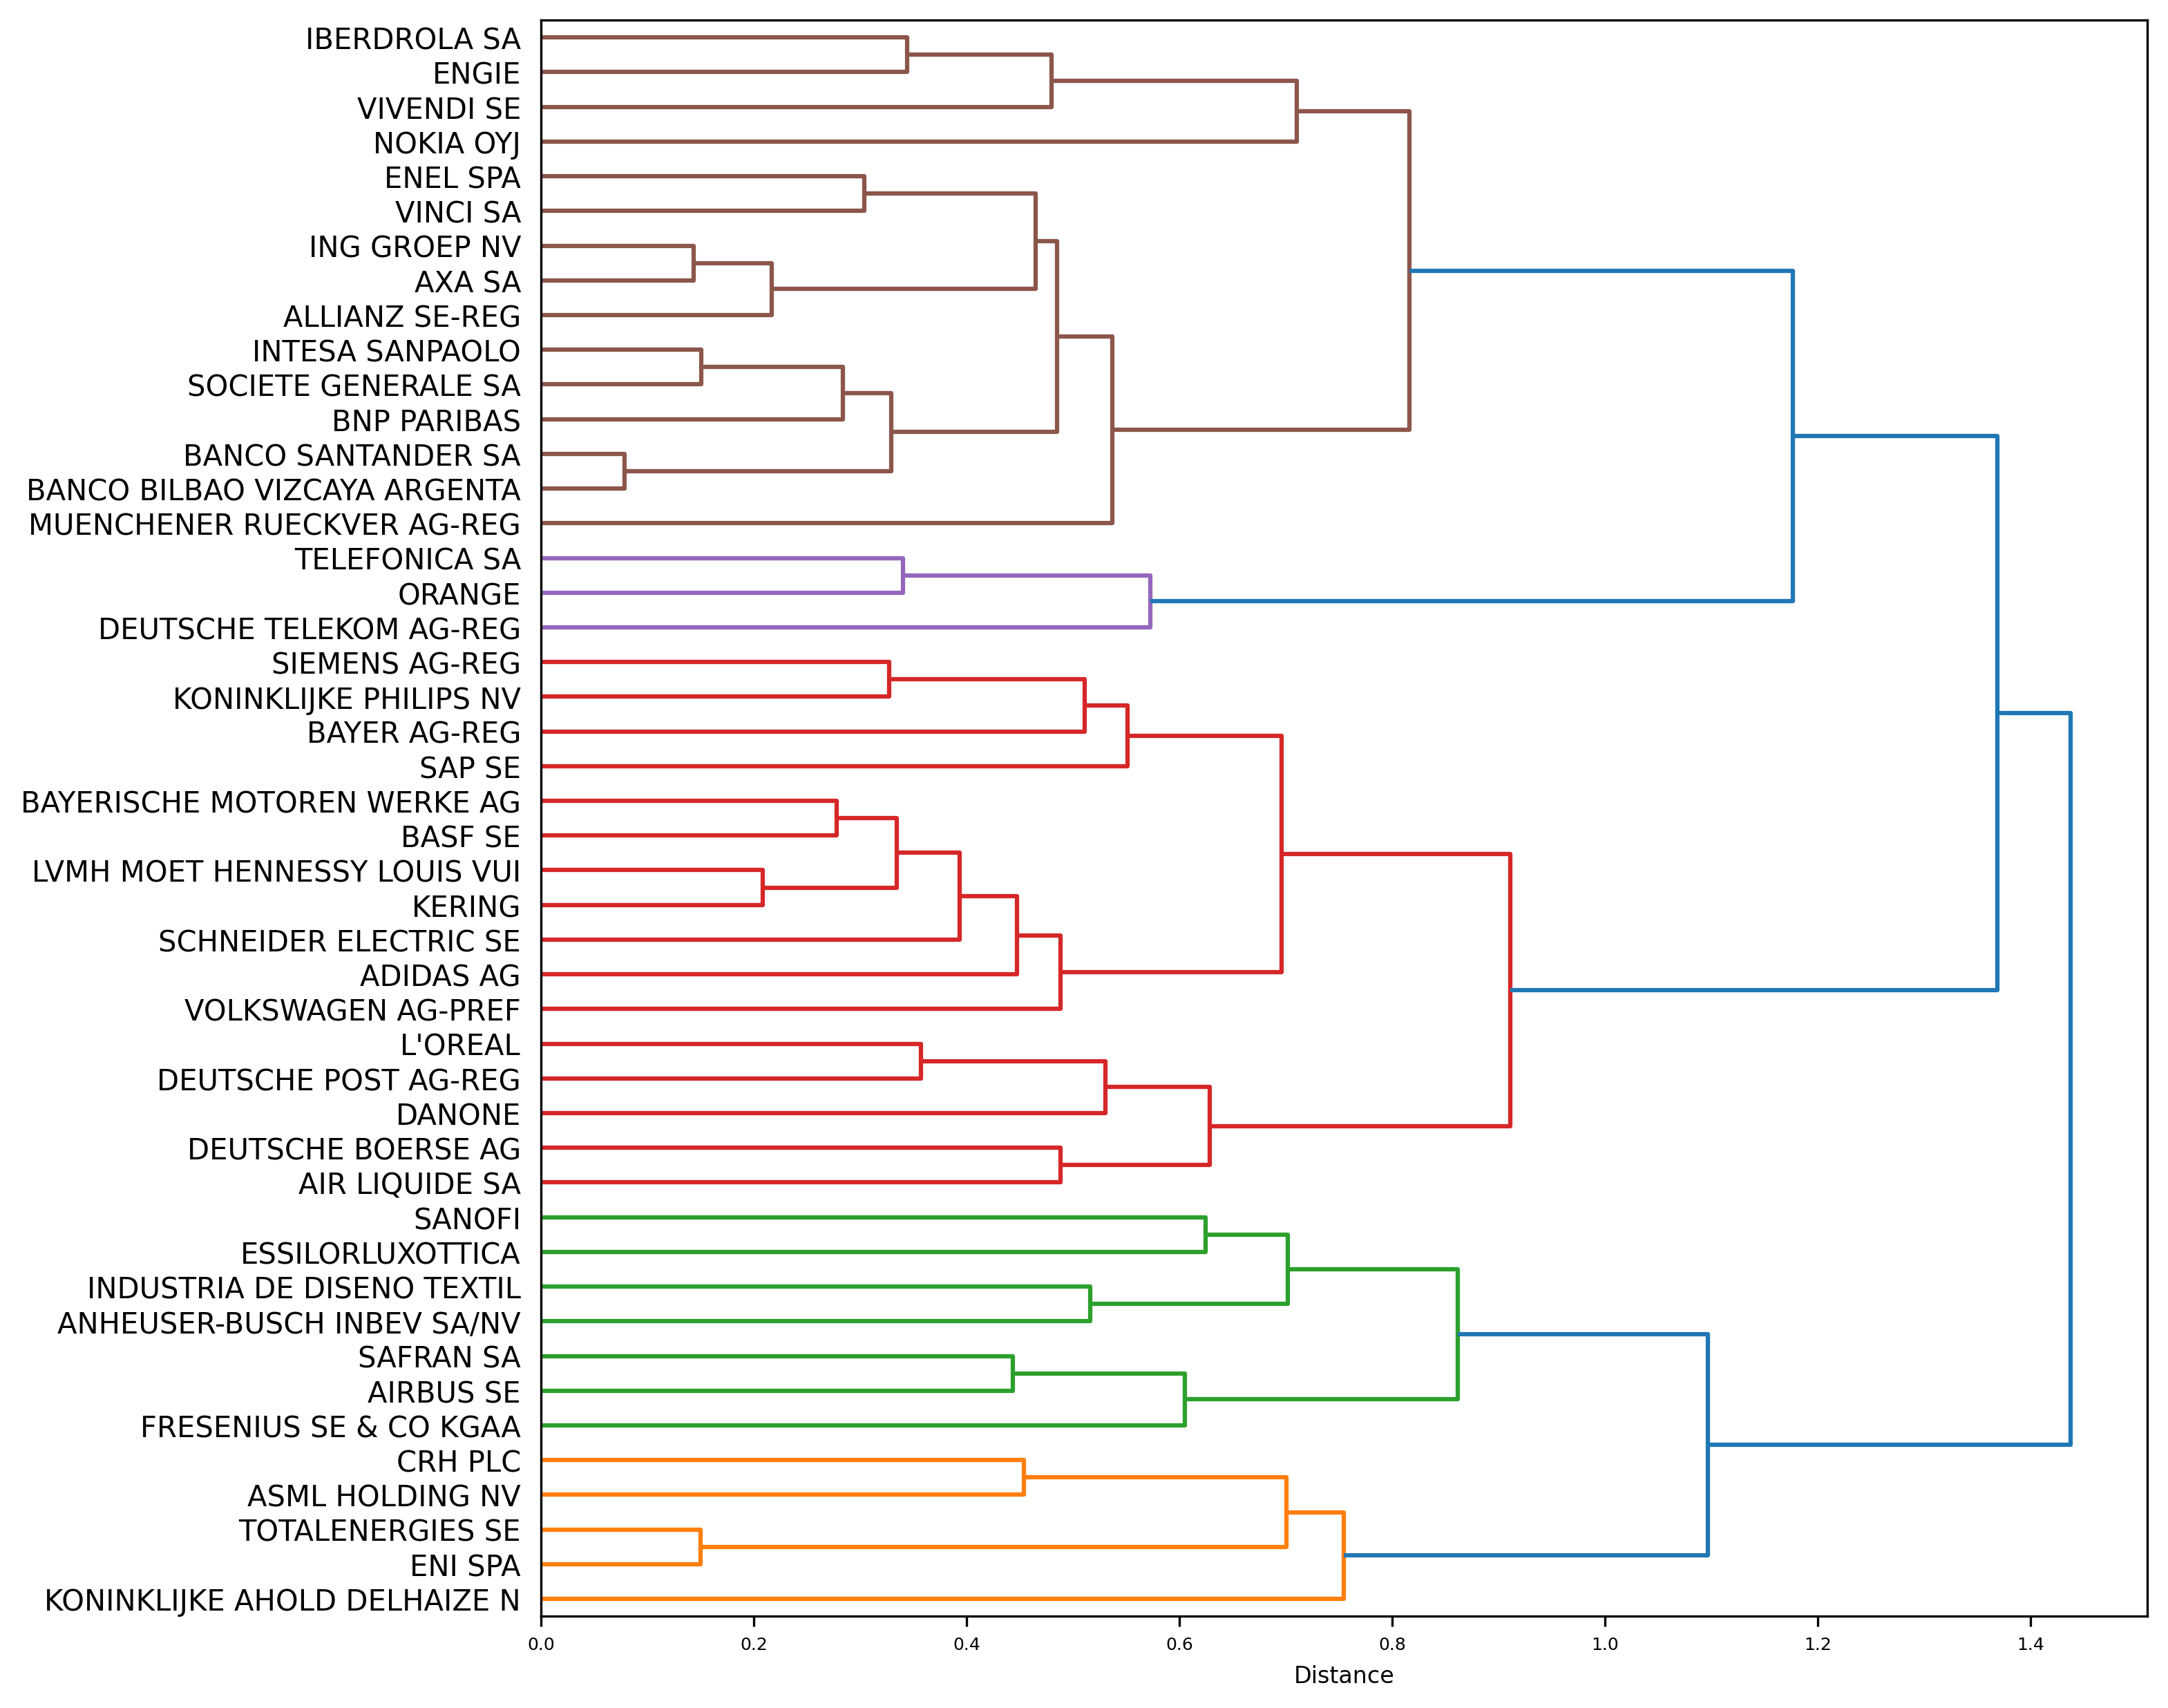 IBERDROLA SA
ENGIE
VIVENDI SE
NOKIA OYJ
ENEL SPA
VINCI SA
ING GROEP NV
AXA SA
ALLIANZ SE-REG
INTESA SANPAOLO
SOCIETE GENERALE SA
BNP PARIBAS
BANCO SANTANDER SA
BANCO BILBAO VIZCAYA ARGENTA
MUENCHENER RUECKVER AG-REG
TELEFONICA SA
ORANGE
DEUTSCHE TELEKOM AG-REG
SIEMENS AG-REG
KONINKLIJKE PHILIPS NV
BAYER AG-REG
SAP SE
BAYERISCHE MOTOREN WERKE AG
BASF SE
LVMH MOET HENNESSY LOUIS VUI
KERING
SCHNEIDER ELECTRIC SE
ADIDAS AG
VOLKSWAGEN AG-PREF
L'OREAL
DEUTSCHE POST AG-REG
DANONE
DEUTSCHE BOERSE AG
AIR LIQUIDE SA
SANOFI
ESSILORLUXOTTICA
INDUSTRIA DE DISENO TEXTIL
ANHEUSER-BUSCH INBEV SA/NV
SAFRAN SA
AIRBUS SE
FRESENIUS SE & CO KGAA
CRH PLC
ASML HOLDING NV
TOTALENERGIES SE
ENI SPA
KONINKLIJKE AHOLD DELHAIZE N
0.0 0.2 0.4 0.6 0.8 1.0 1.2 1.4
Distance